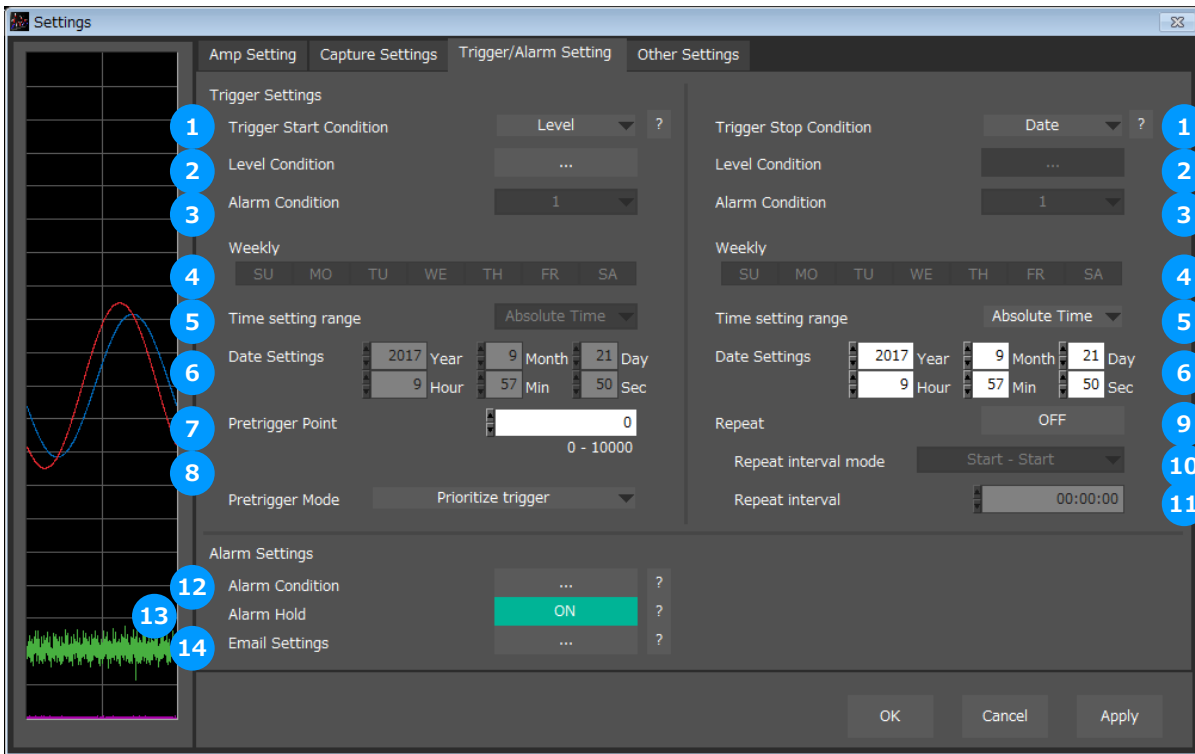 Settings
Amp Setting Capture Settings Trigger/Alarm Setting Other Settings
Trigger Settings
1 Trigger Start Condition Level ? Trigger Stop Condition Date ? 1
2 Level Condition ... Level Condition ... 2
3 Alarm Condition 1 Alarm Condition 1 3
Weekly Weekly
4 SU MO TU WE TH FR SA SU MO TU WE TH FR SA 4
5 Time setting range Absolute Time Time setting range Absolute Time 5
Date Settings 2017 Year 9 Month 21 Day Date Settings 2017 Year 9 Month 21 Day
6 9 Hour 57 Min 50 Sec 9 Hour 57 Min 50 Sec 6
7 Pretrigger Point 0 Repeat OFF 9
0 - 10000
8 Repeat interval mode Start - Start 10
Pretrigger Mode Prioritize trigger Repeat interval 00:00:00 11
Alarm Settings
12 Alarm Condition ... ?
13 Alarm Hold ON ?
14 Email Settings ... ?
OK Cancel Apply